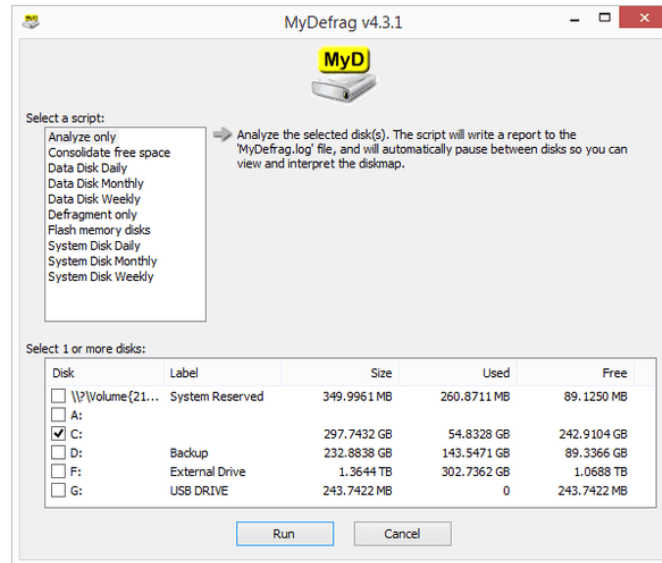 MyDefrag v4.3.1
MyD
Select a script:
Analyze only
Consolidate free space
Data Disk Daily
Data Disk Monthly
Data Disk Weekly
Defragment only
Flash memory disks
System Disk Daily
System Disk Monthly
System Disk Weekly
Analyze the selected disk(s). The script will write a report to the
'MyDefrag.log' file, and will automatically pause between disks so you can
view and interpret the diskmap.
Select 1 or more disks:
Disk Label Size Used Free
\\?\Volume{21... System Reserved 349.9961 MB 260.8711 MB 89.1250 MB
A:
C: 297.7432 GB 54.8328 GB 242.9104 GB
D: Backup 232.8838 GB 143.5471 GB 89.3366 GB
F: External Drive 1.3644 TB 302.7362 GB 1.0688 TB
G: USB DRIVE 243.7422 MB 0 243.7422 MB
Run Cancel